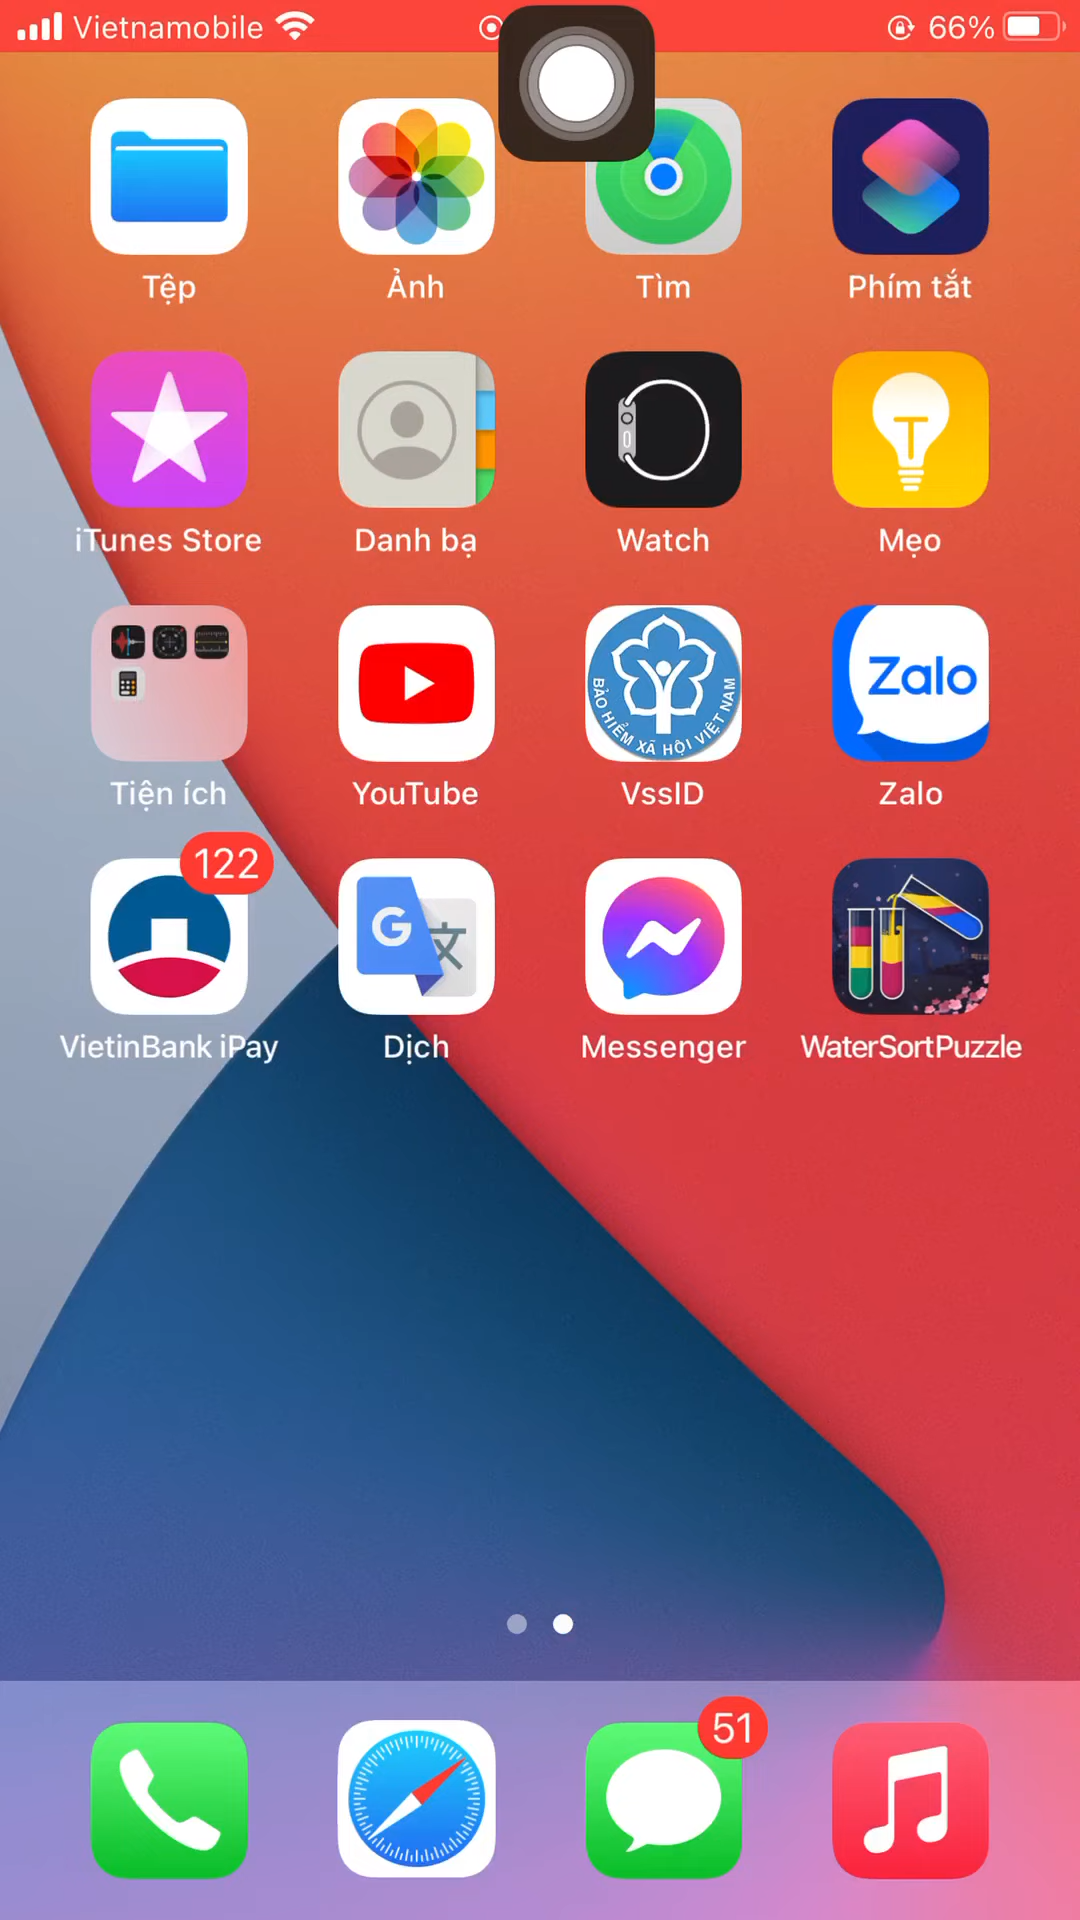 Vietnamobile
66%
Tệp
Ảnh
Tìm
Phím tắt
iTunes Store
Danh bạ
Watch
Mẹo
BẢO HIỂM XÃ HỘI VIỆT NAM
Zalo
Tiện ích
YouTube
VssID
Zalo
122
G
文
VietinBank iPay
Dịch
Messenger
WaterSortPuzzle
51